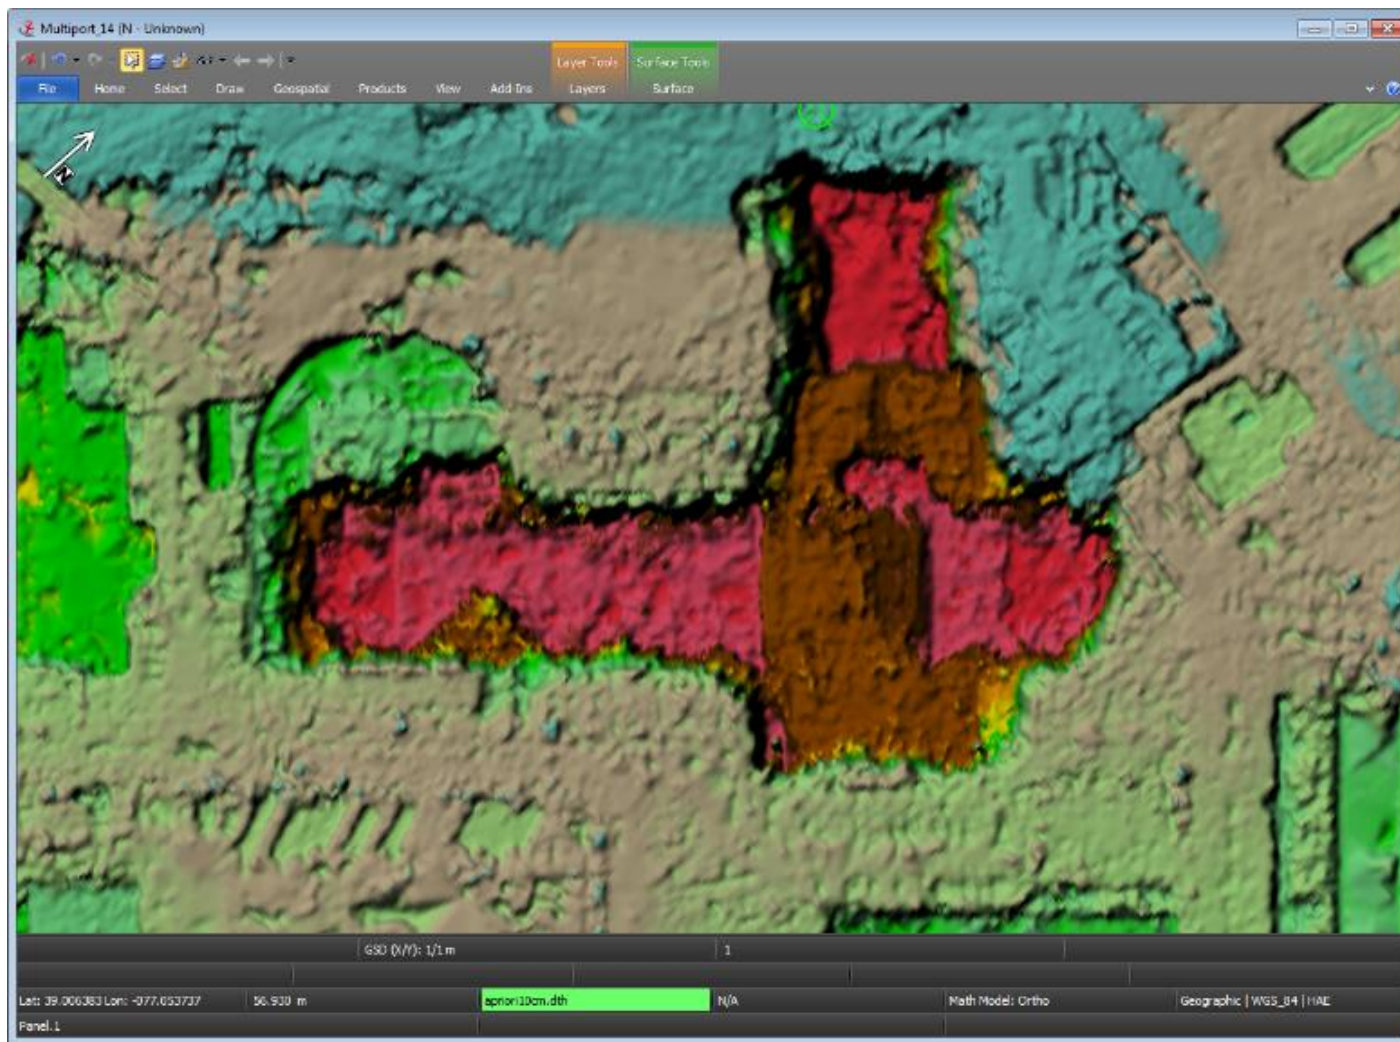 Multiport_14 (N - Unknown)
Layer Tools Surface Tools
File Home Select Draw Geospatial Products View Add-Ins Layers Surface
N
GSD (X/Y): 1/1 m 1
Lat: 39.006383 Lon: -077.053737 56.930 m apriori10cm.dth N/A Math Model: Ortho Geographic | WGS_84 | HAE
Panel.1